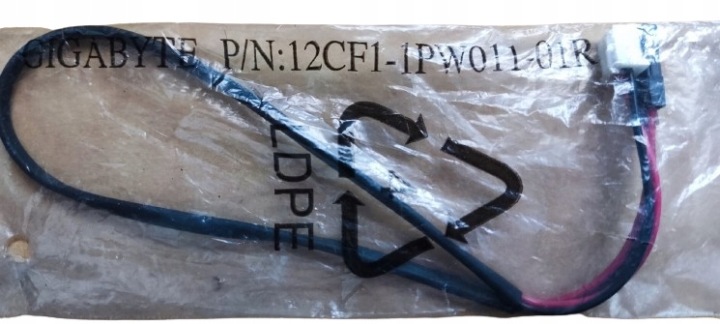 GIGABYTE P/N:12CF1-1PW011-01R
LDPE